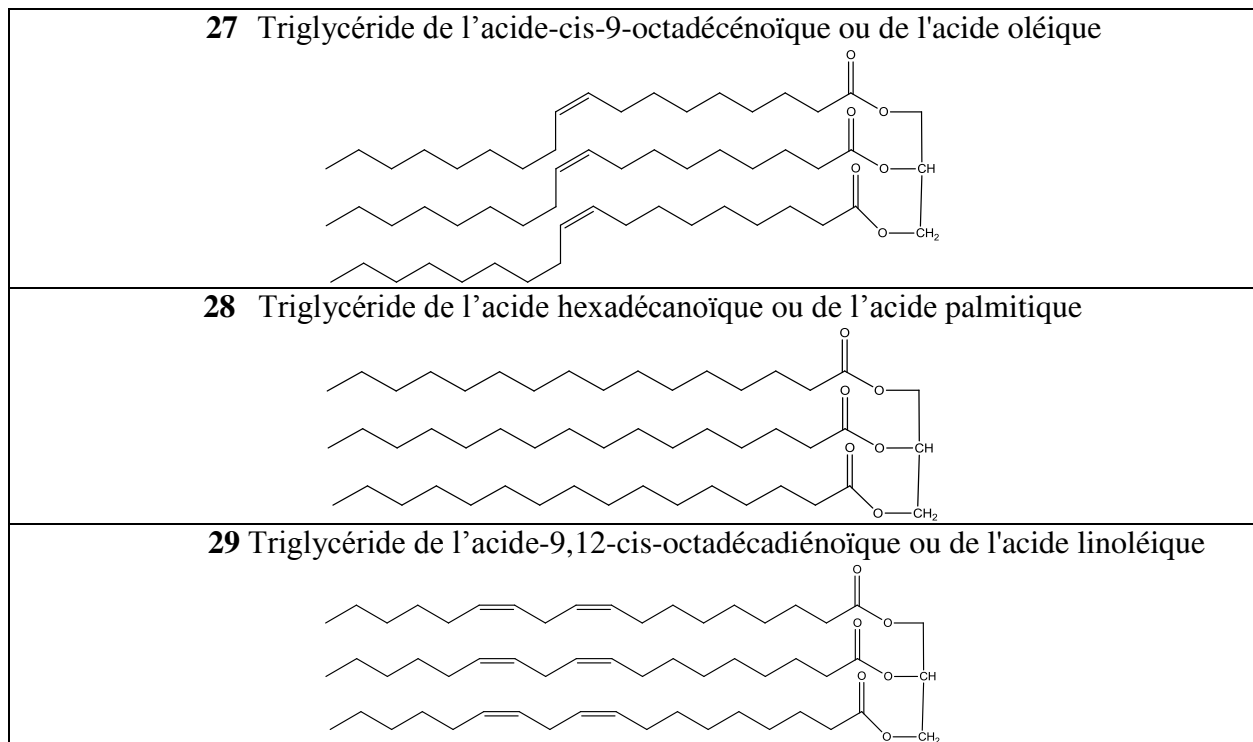 27 Triglycéride de l’acide-cis-9-octadécénoïque ou de l'acide oléique
O
O
O
O
CH
O
O
CH2
28 Triglycéride de l’acide hexadécanoïque ou de l’acide palmitique
O
O
O
O
CH
O
O
CH2
29 Triglycéride de l’acide-9,12-cis-octadécadiénoïque ou de l'acide linoléique
O
O
O
O
CH
O
O
CH2